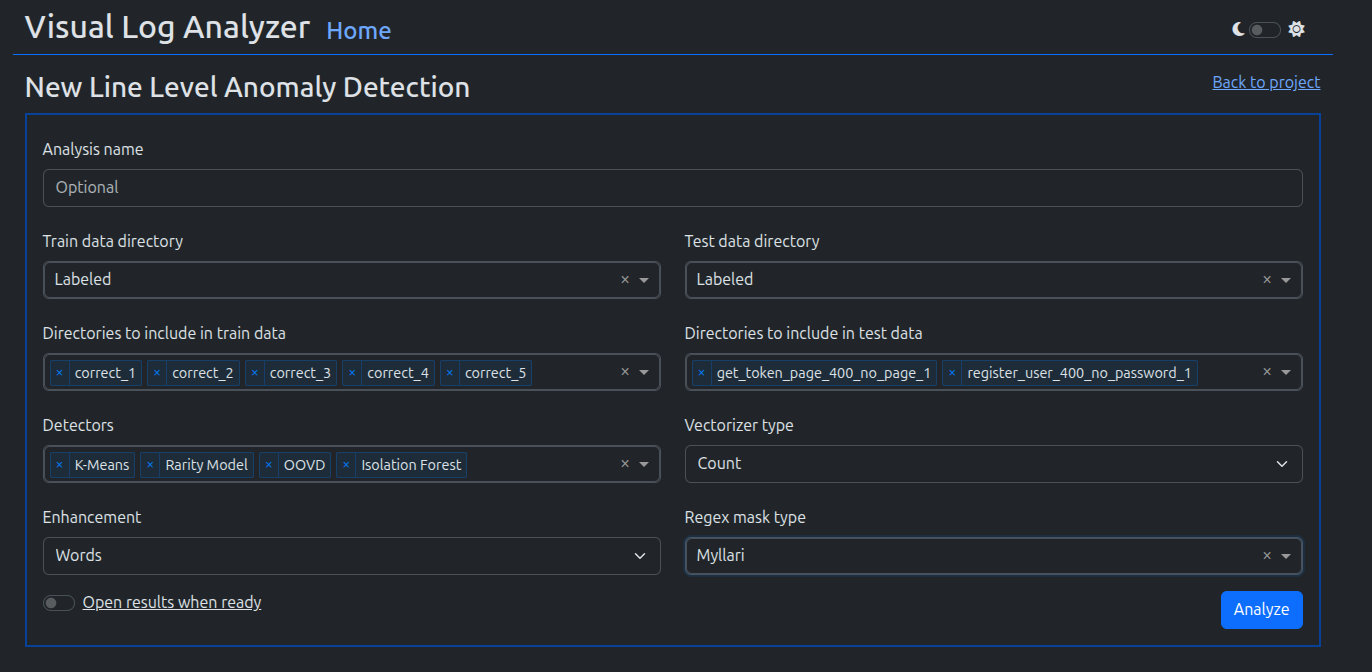 Visual Log Analyzer Home
New Line Level Anomaly Detection Back to project
Analysis name
Optional
Train data directory Test data directory
Labeled Labeled
Directories to include in train data Directories to include in test data
× correct_1 × correct_2 × correct_3 × correct_4 × correct_5 × × get_token_page_400_no_page_1 × register_user_400_no_password_1 ×
Detectors Vectorizer type
× K-Means × Rarity Model × OOVD × Isolation Forest × Count
Enhancement Regex mask type
Words Myllari ×
Open results when ready Analyze